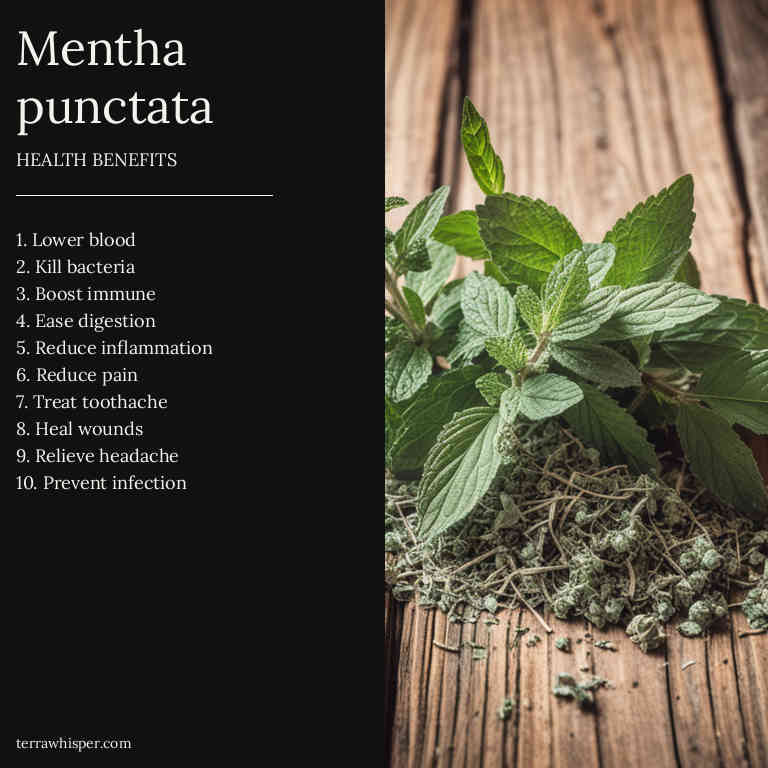 Mentha
punctata
HEALTH BENEFITS
1. Lower blood
2. Kill bacteria
3. Boost immune
4. Ease digestion
5. Reduce inflammation
6. Reduce pain
7. Treat toothache
8. Heal wounds
9. Relieve headache
10. Prevent infection
terrawhisper.com